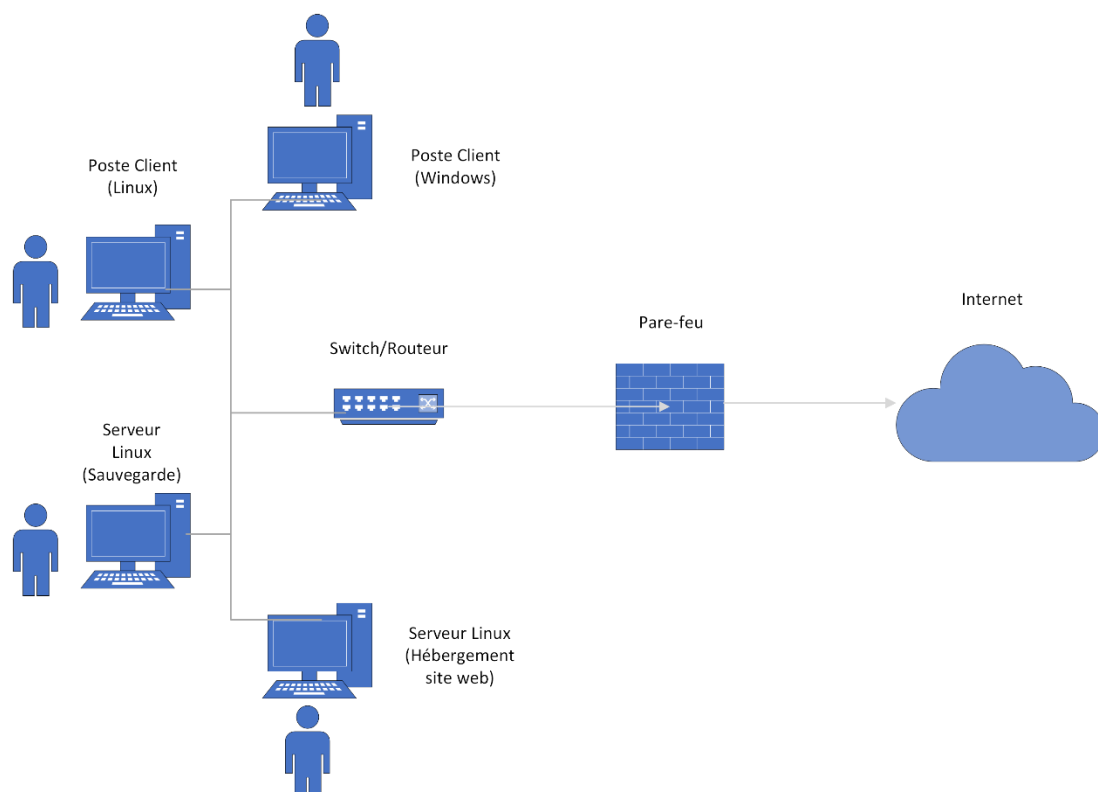 Poste Client
(Windows)
Poste Client
(Linux)
Internet
Pare-feu
Switch/Routeur
Serveur
Linux
(Sauvegarde)
Serveur Linux
(Hébergement
site web)